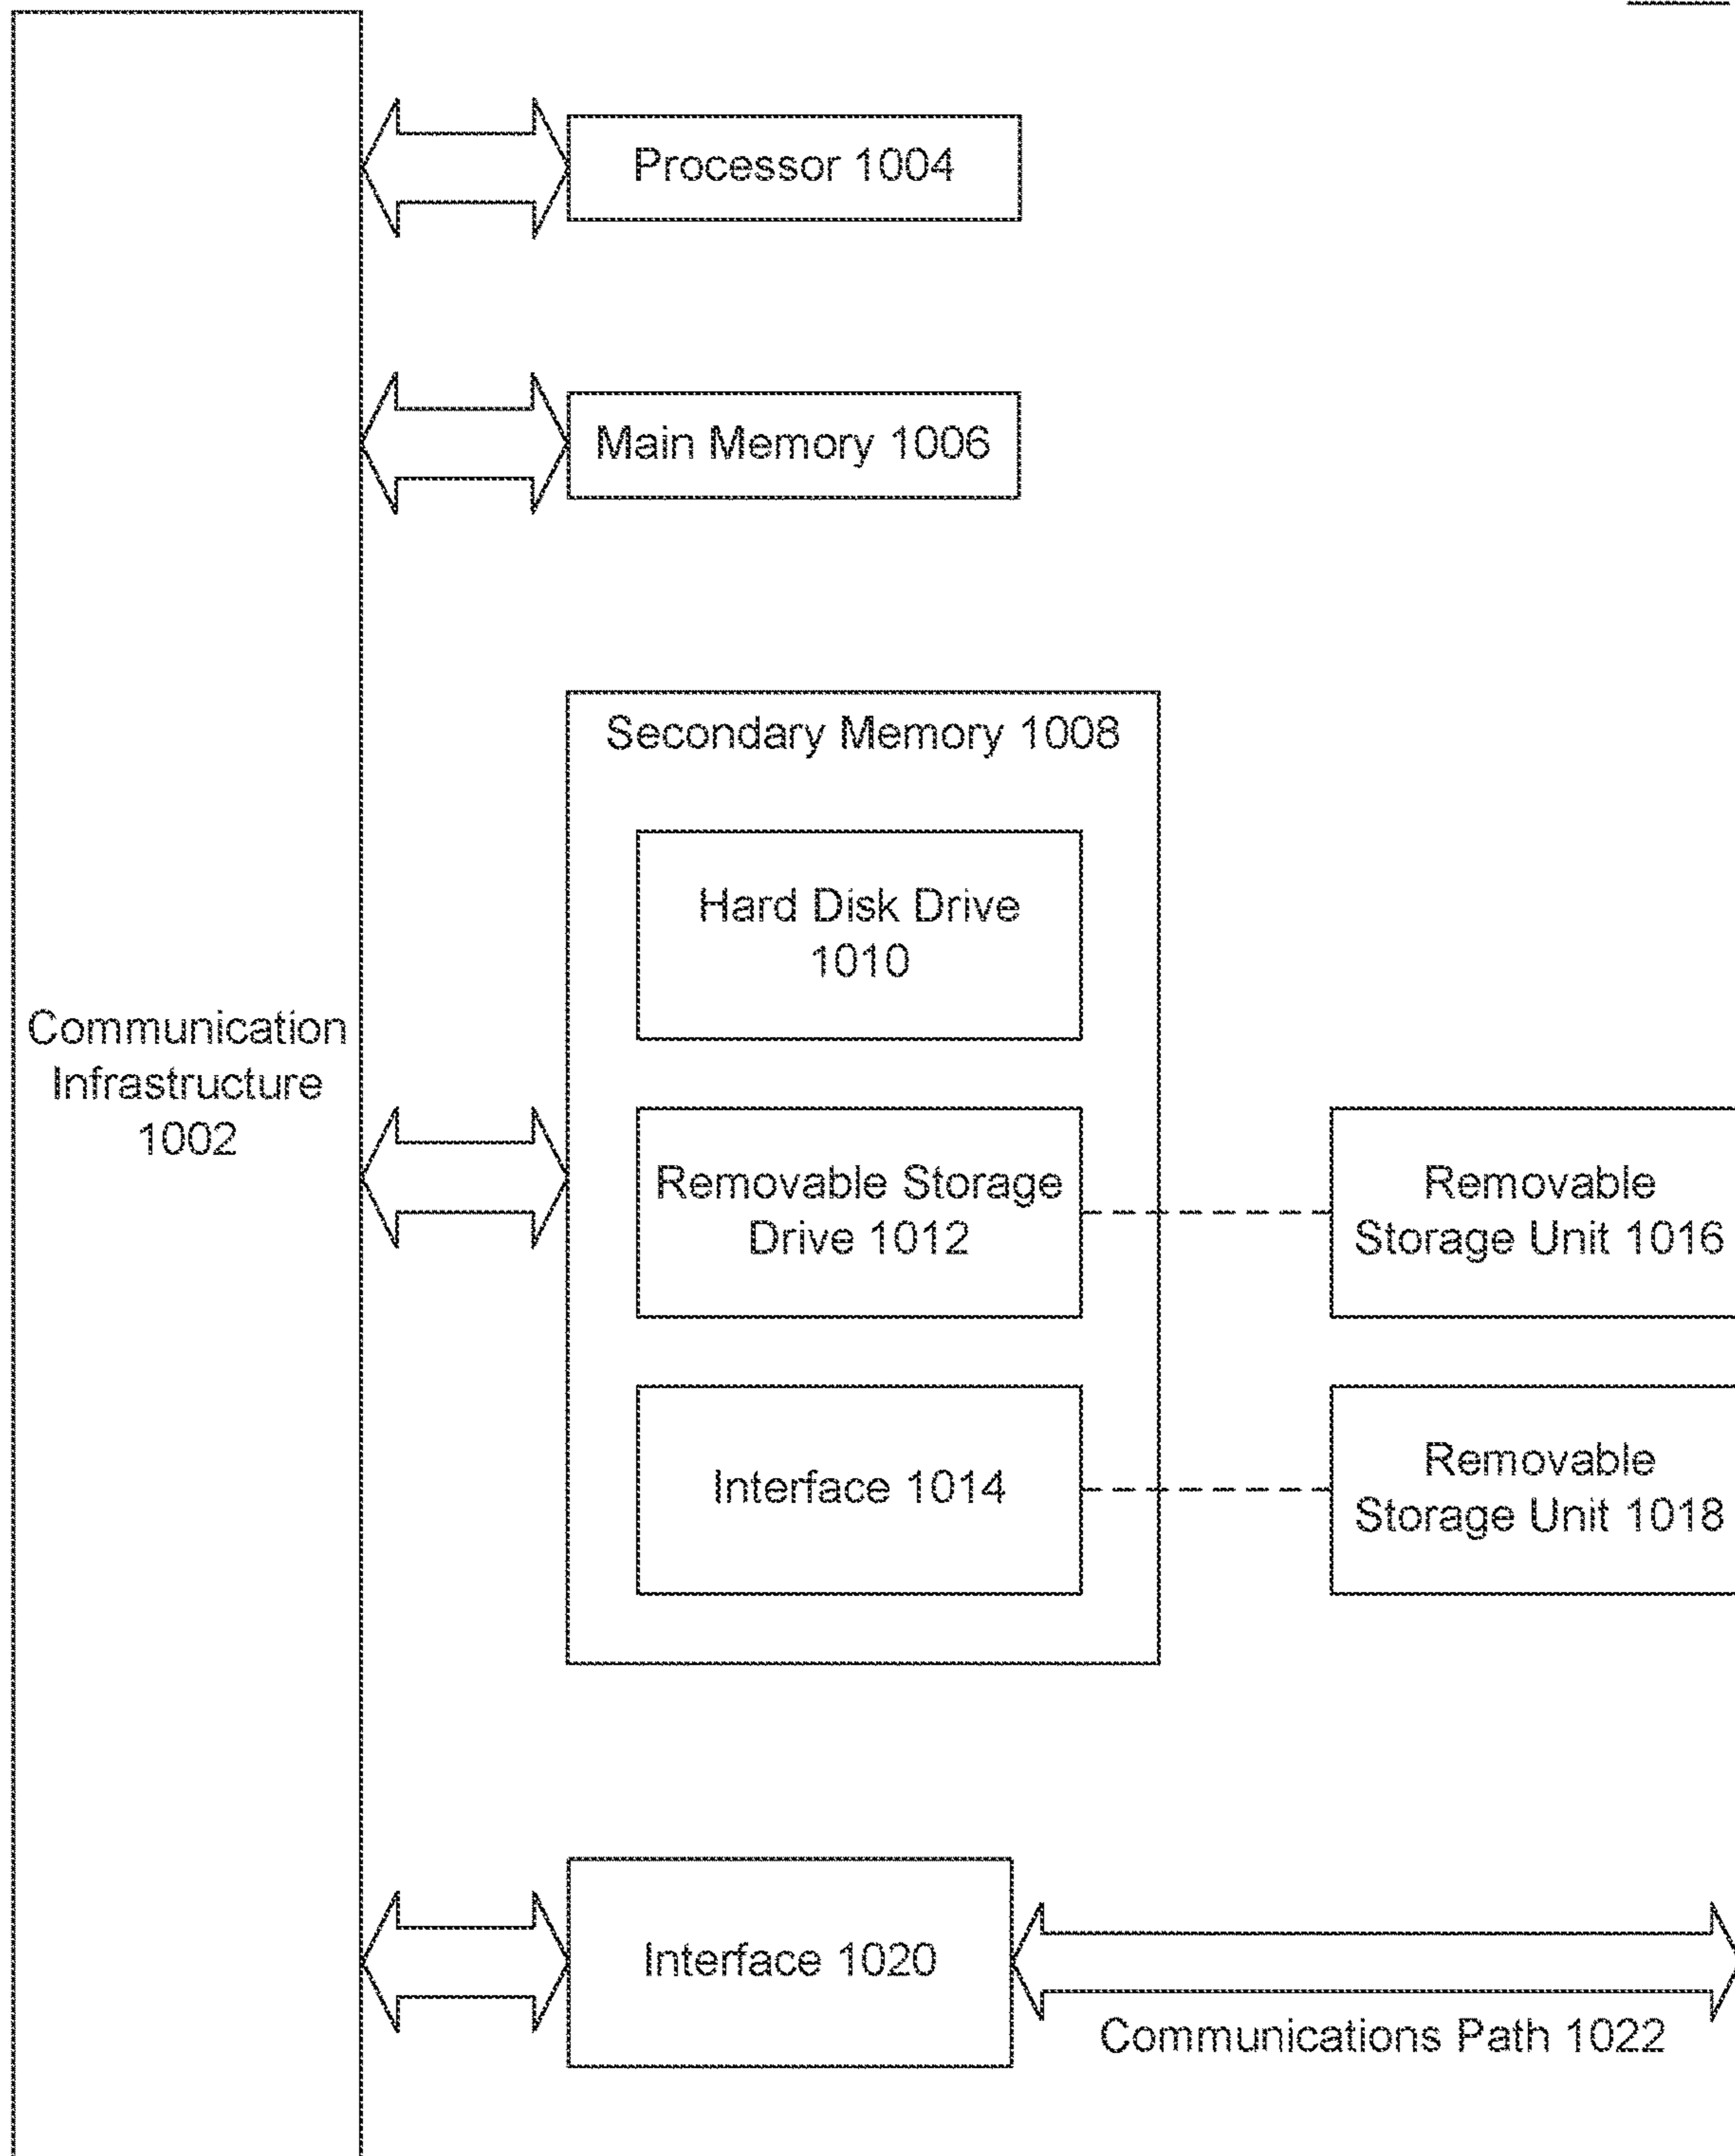 Processor 1004
Main Memory 1006
Secondary Memory 1008
Hard Disk Drive
1010
Communication
Infrastructure
1002
Removable Storage
Drive 1012
Removable
Storage Unit 1016
Interface 1014
Removable
Storage Unit 1018
Interface 1020
Communications Path 1022